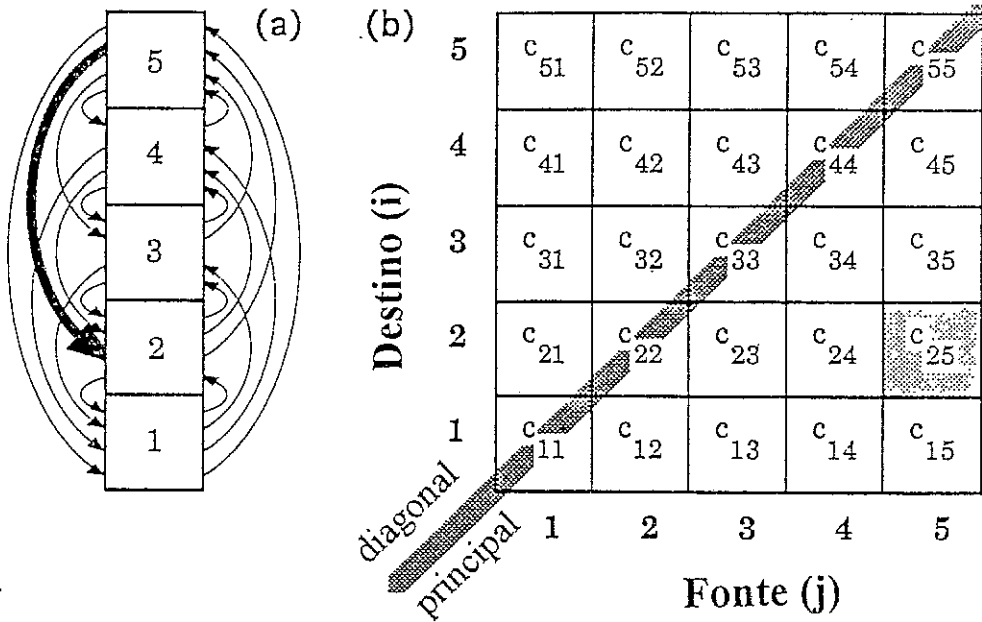 (a)
5
4
3
2
1
(b)
Destino (i)
5 c51 c52 c53 c54 c55
4 c41 c42 c43 c44 c45
3 c31 c32 c33 c34 c35
2 c21 c22 c23 c24 c25
1 c11 c12 c13 c14 c15
1 2 3 4 5
diagonal
principal
Fonte (j)